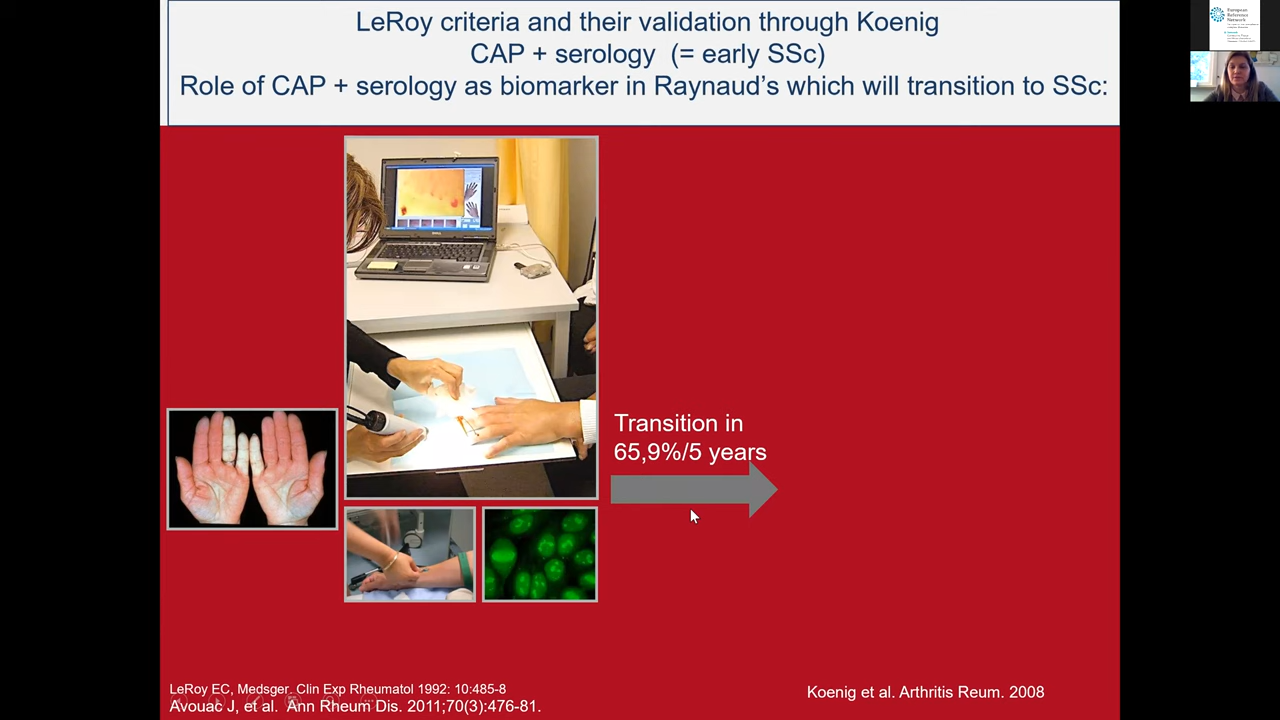 LeRoy criteria and their validation through Koenig
CAP + serology (= early SSc)
Role of CAP + serology as biomarker in Raynaud’s which will transition to SSc:
European
Reference
Network
Transition in
65,9%/5 years
LeRoy EC, Medsger. Clin Exp Rheumatol 1992: 10:485-8
Avouac J, et al. Ann Rheum Dis. 2011;70(3):476-81.
Koenig et al. Arthritis Reum. 2008